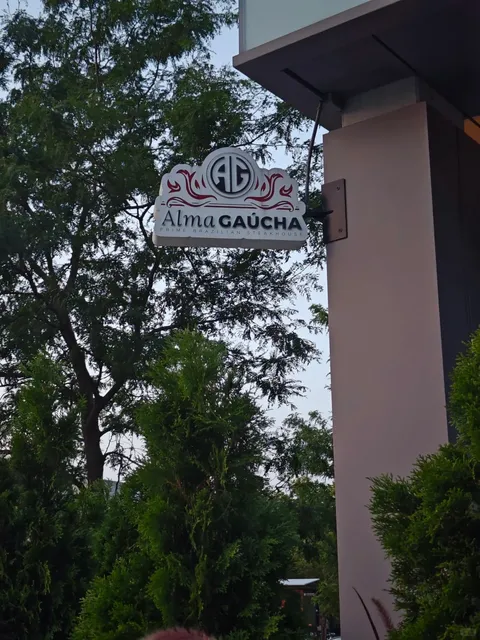 AG
Alma GAÚCHA
PRIME BRAZILIAN STEAKHOUSE